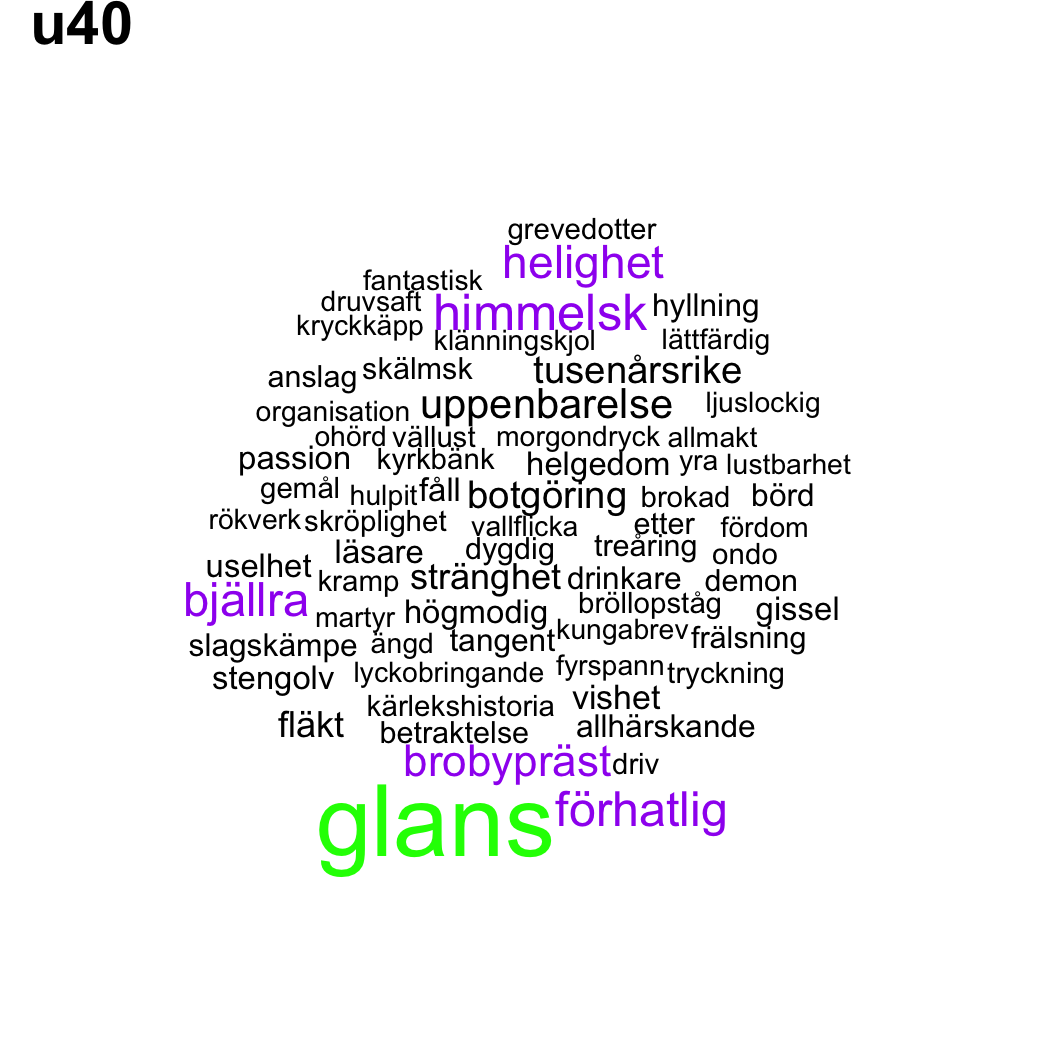 u40
grevedotter
helighet
fantastisk
druvsaft himmelsk hyllning
kryckkäpp
klänningskjol lättfärdig
anslag skälmsk tusenårsrike
organisation uppenbarelse ljuslockig
ohörd vällust morgondryck allmakt
passion kyrkbänk helgedom yra lustbarhet
gemål hulpit fåll botgöring brokad börd
rökverk skröplighet vallflicka etter fördom
läsare dygdig treåring ondo
uselhet kramp stränghet drinkare demon
bjällra martyr högmodig bröllopståg gissel
slagskämpe ängd tangent kungabrev frälsning
stengolv lyckobringande fyrspann tryckning
kärlekshistoria vishet
fläkt betraktelse allhärskande
brobypräst driv
glans förhatlig